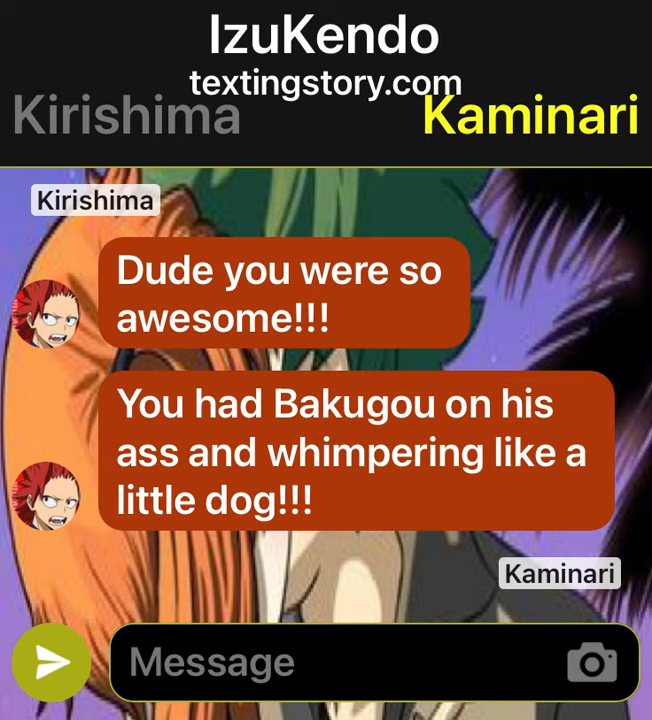 IzuKendo
textingstory.com
Kirishima
Kaminari
Kirishima
Dude you were so
awesome!!!
You had Bakugou on his
ass and whimpering like a
little dog!!!
Kaminari
Message